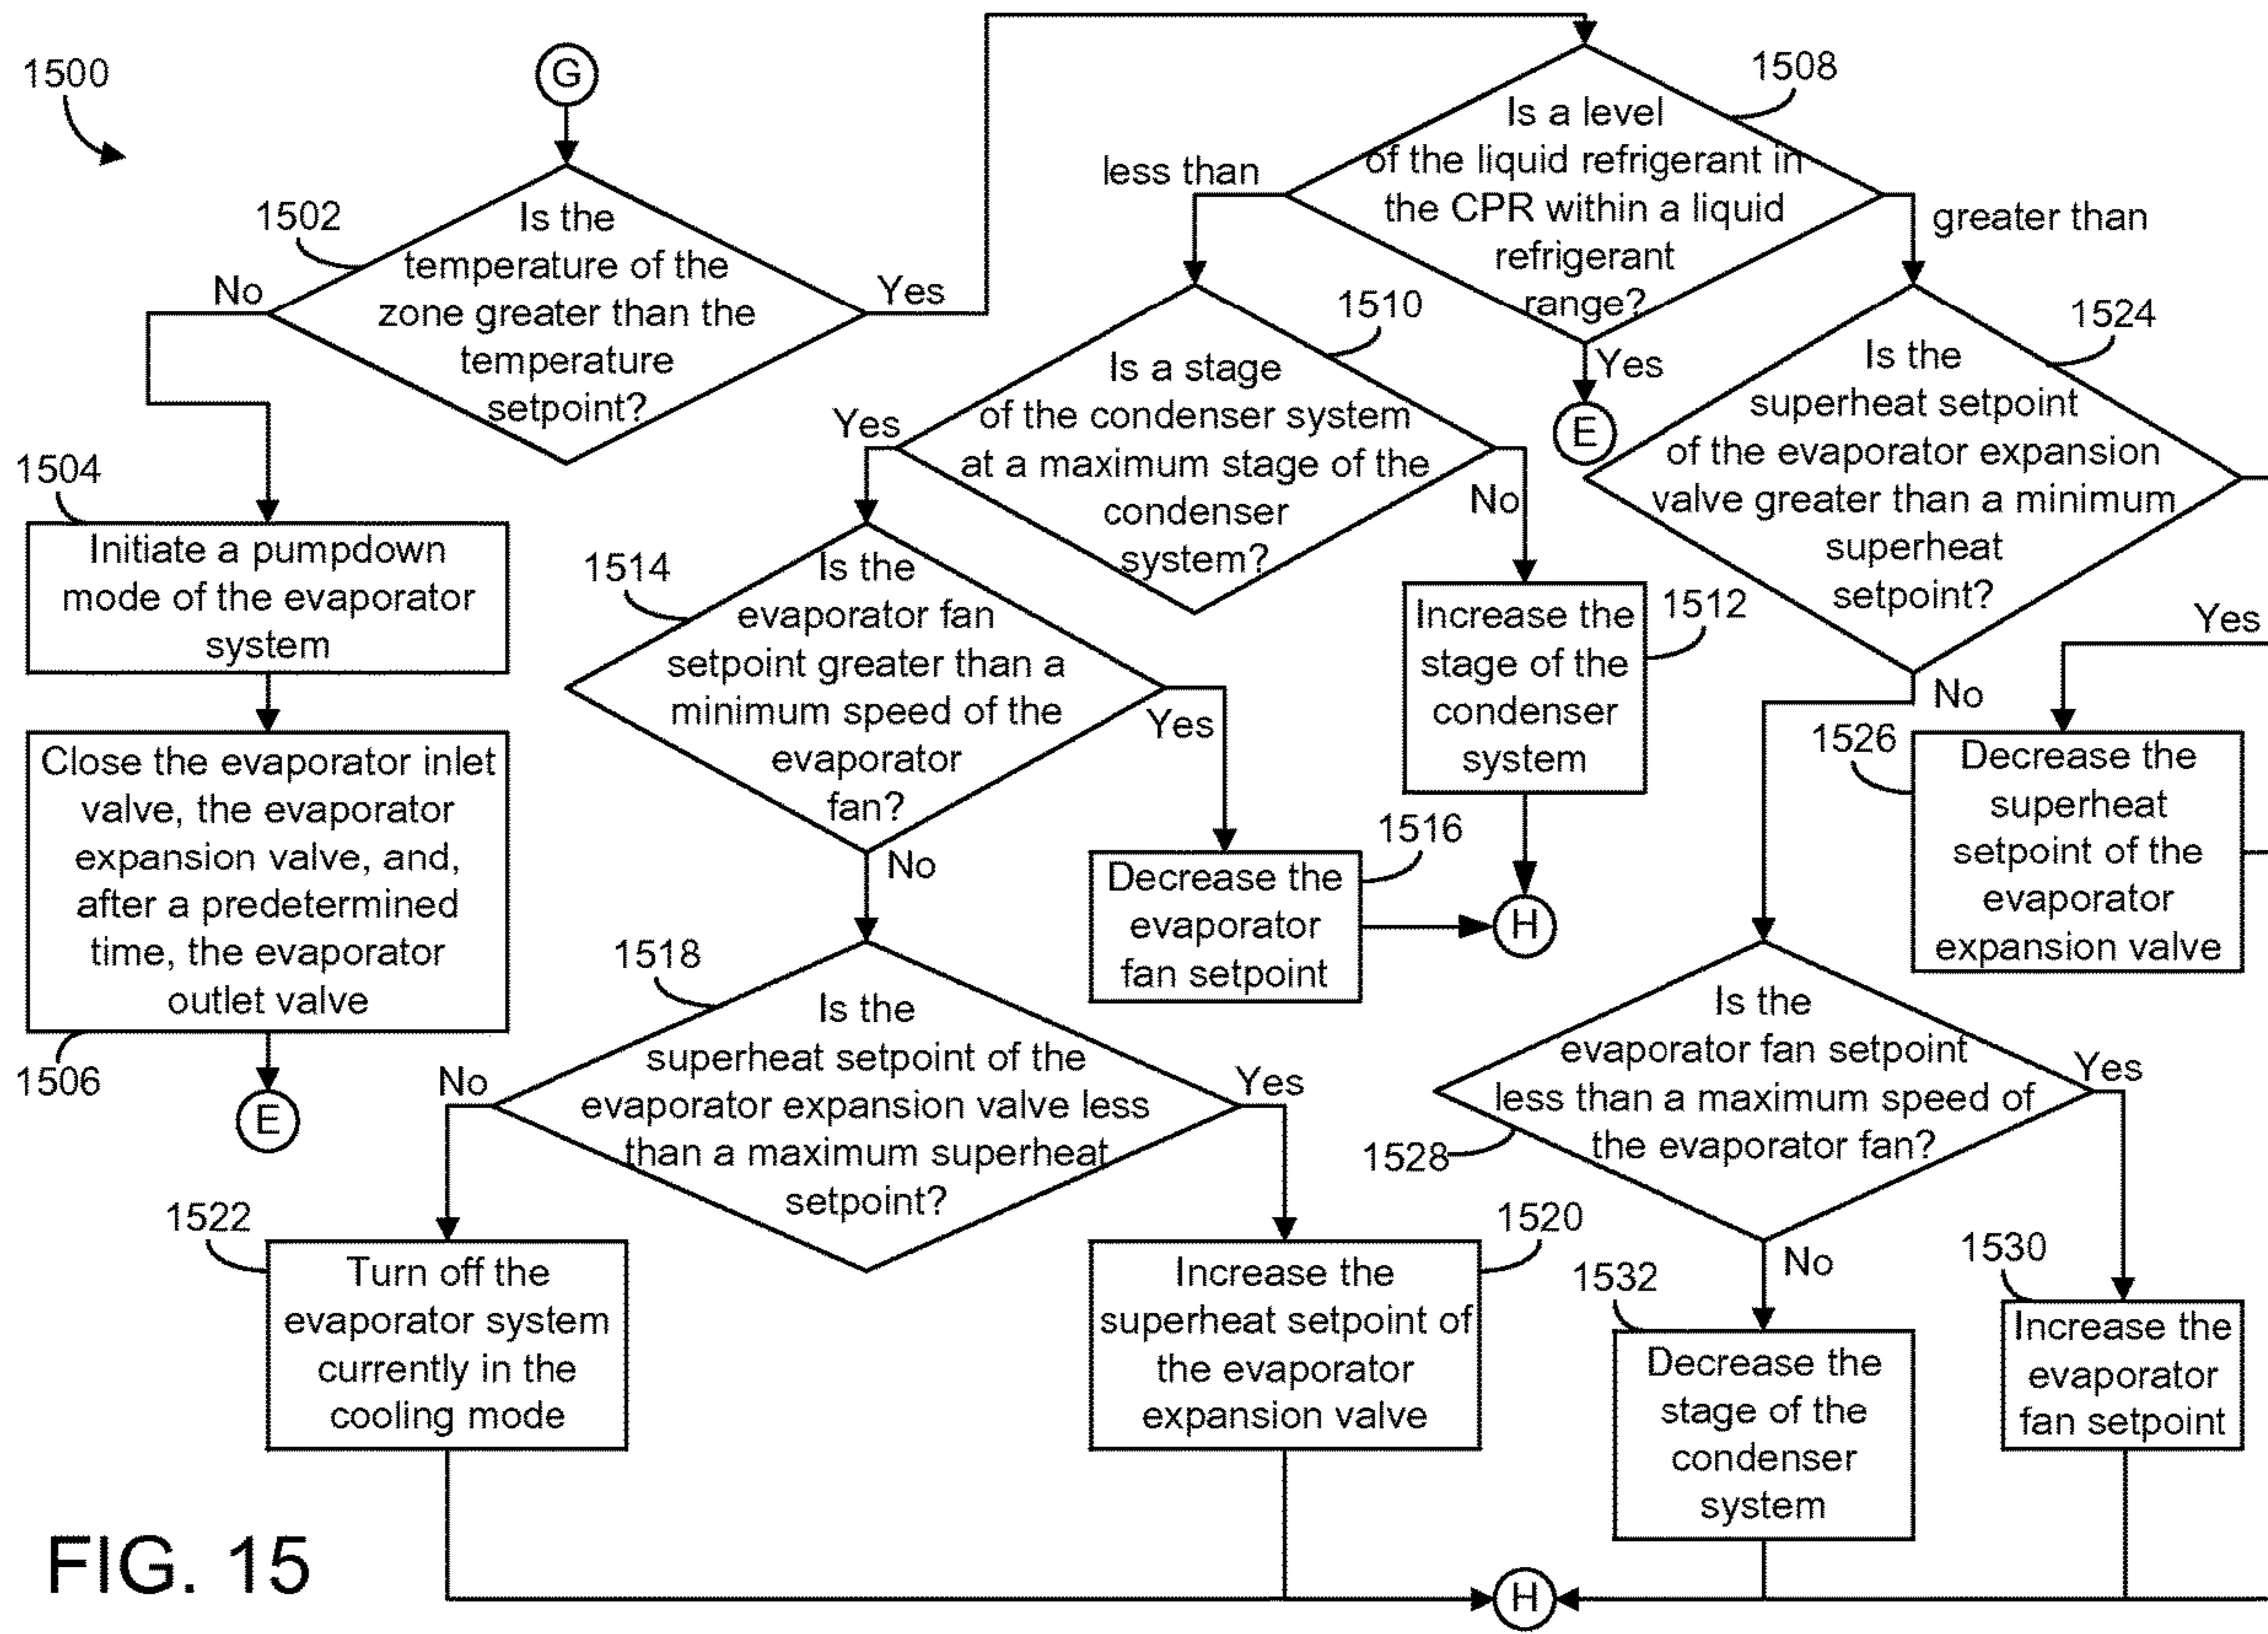 1500
G
1502
Is the
temperature of the
zone greater than the
temperature
setpoint?
No
Yes
1504
Initiate a pumpdown
mode of the evaporator
system
Close the evaporator inlet
valve, the evaporator
expansion valve, and,
after a predetermined
time, the evaporator
outlet valve
1506
E
1508
Is a level
of the liquid refrigerant in
the CPR within a liquid
refrigerant
range?
less than
greater than
Yes
E
1510
Is a stage
of the condenser system
at a maximum stage of the
condenser
system?
Yes
No
1512
Increase the
stage of the
condenser
system
1514
Is the
evaporator fan
setpoint greater than a
minimum speed of the
evaporator
fan?
Yes
No
1516
Decrease the
evaporator
fan setpoint
H
1518
Is the
superheat setpoint of the
evaporator expansion valve less
than a maximum superheat
setpoint?
No
Yes
1522
Turn off the
evaporator system
currently in the
cooling mode
1520
Increase the
superheat setpoint of
the evaporator
expansion valve
1524
Is the
superheat setpoint
of the evaporator expansion
valve greater than a minimum
superheat
setpoint?
Yes
No
1526
Decrease the
superheat
setpoint of the
evaporator
expansion valve
Is the
evaporator fan setpoint
less than a maximum speed of
the evaporator fan?
1528
Yes
No
1530
Increase the
evaporator
fan setpoint
1532
Decrease the
stage of the
condenser
system
H
FIG. 15